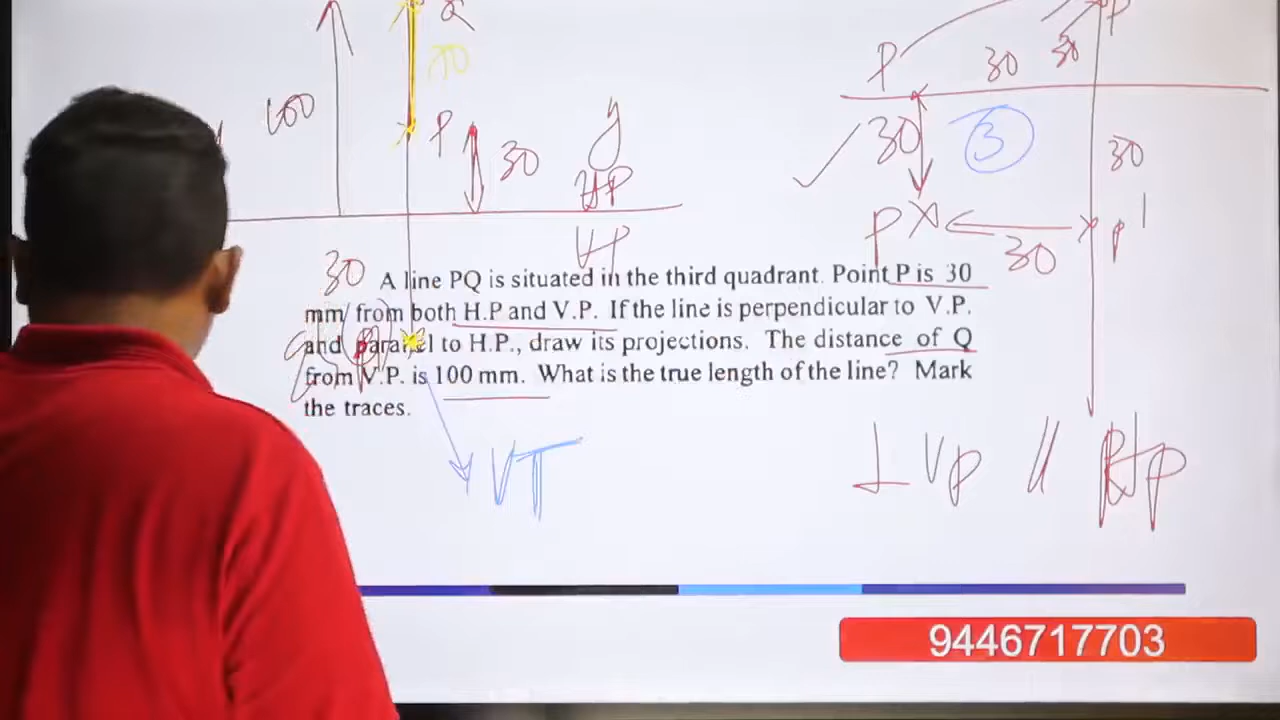 Q
70
100
P
30
y
HP
VP
30
VT
P
30
30
P
30
3
30
P
30
p'
A line PQ is situated in the third quadrant. Point P is 30
mm/ from both H.P and V.P. If the line is perpendicular to V.P.
and parallel to H.P., draw its projections. The distance of Q
from V.P. is 100 mm. What is the true length of the line? Mark
the traces.
⊥ VP // HP
9446717703